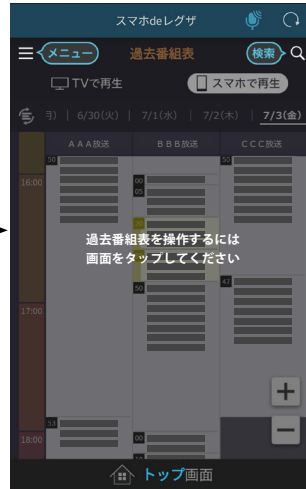 スマホdeレグザ
メニュー
過去番組表
検索
TVで再生
スマホで再生
日) | 6/30(火) | 7/1(水) | 7/2(木) | 7/3(金)
AAA放送 BBB放送 CCC放送
50 50
16:00 00
05
過去番組表を操作するには
画面をタップしてください
50 47
17:00
53
18:00 00
トップ画面